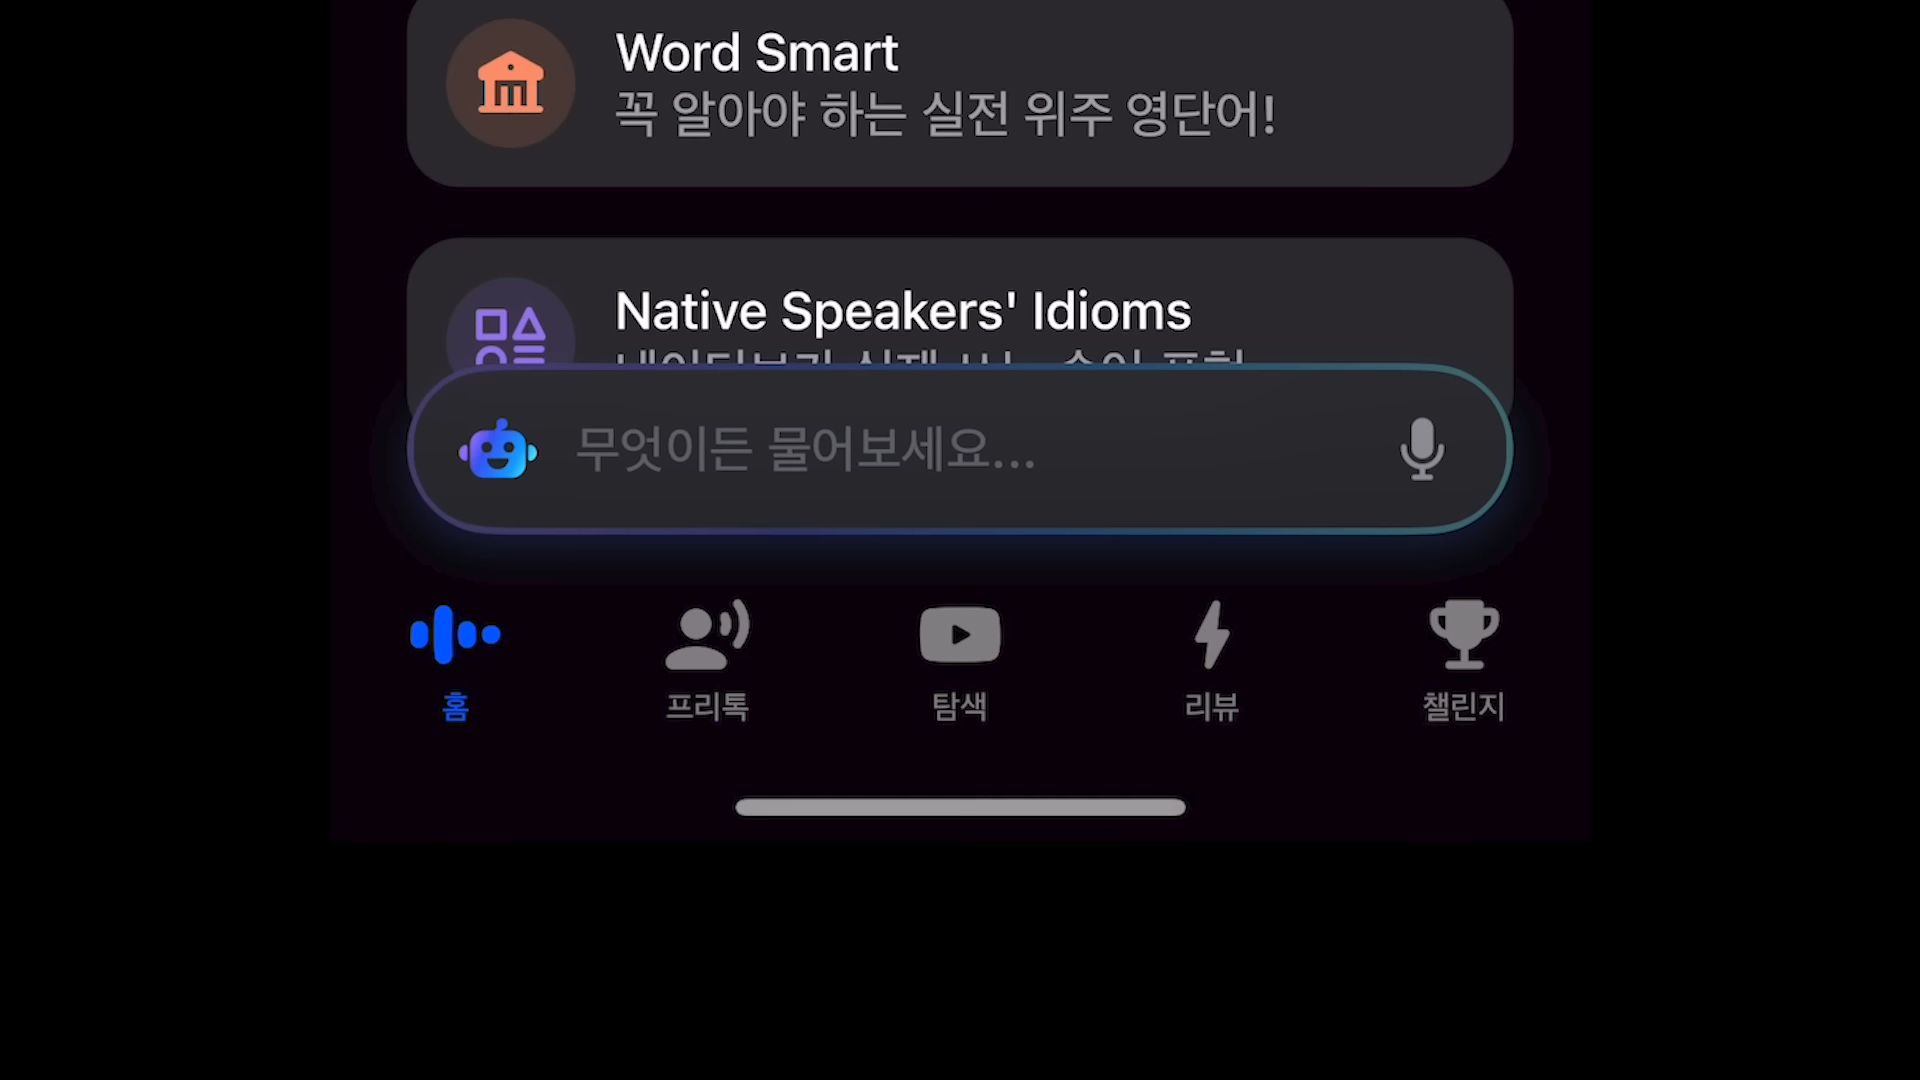 Word Smart
꼭 알아야 하는 실전 위주 영단어!
Native Speakers' Idioms
무엇이든 물어보세요...
홈
프리톡
탐색
리뷰
챌린지